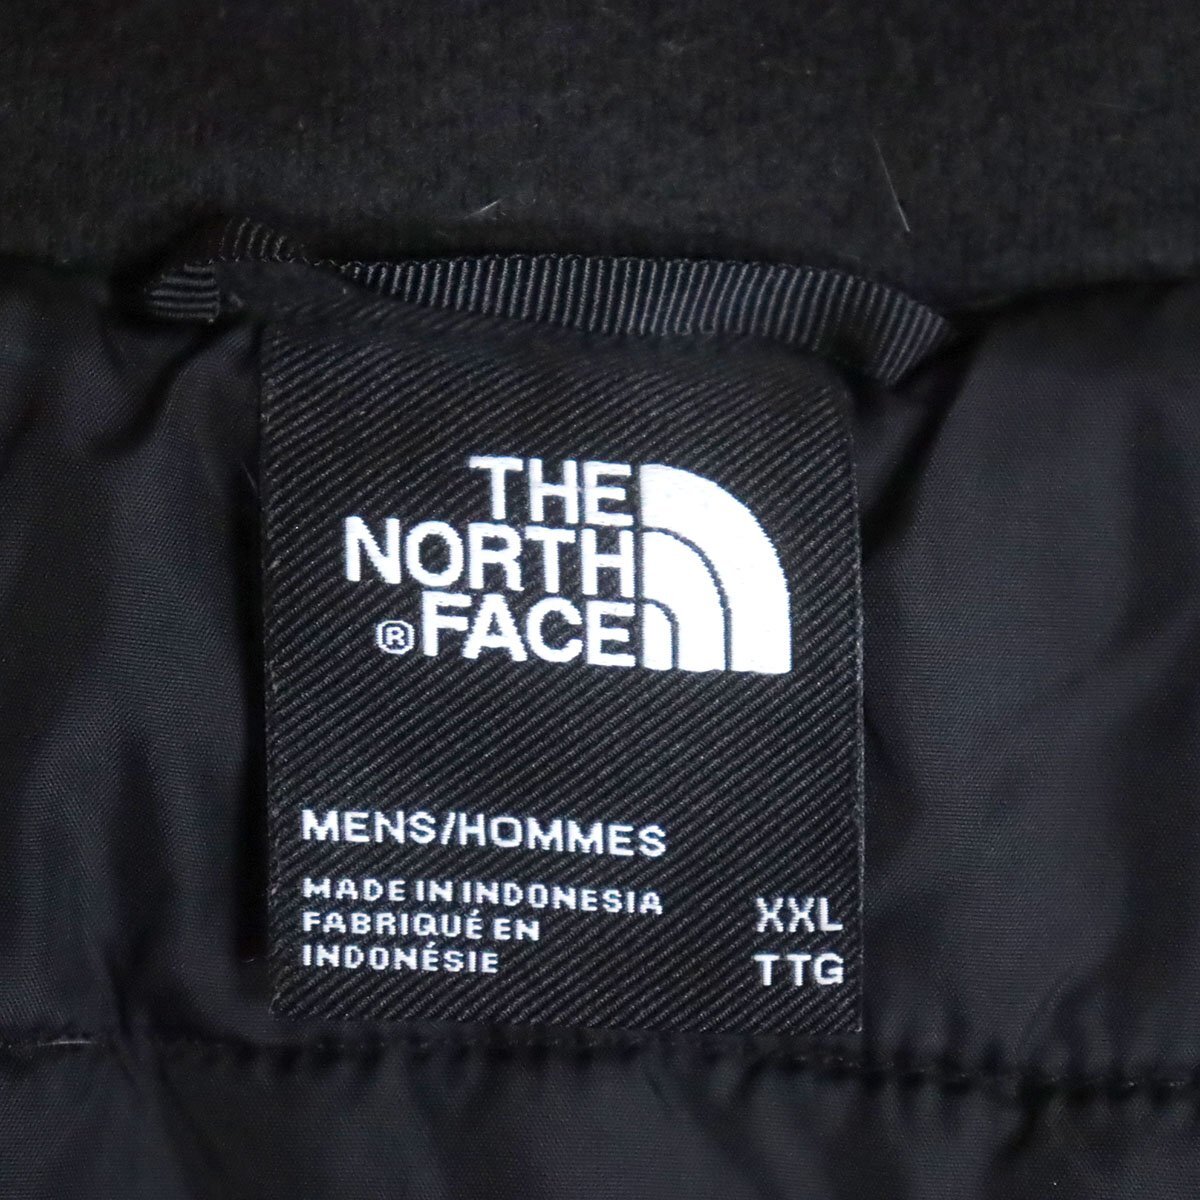 THE
NORTH
®FACE
MENS/HOMMES
MADE IN INDONESIA
FABRIQUÉ EN
INDONÉSIE
XXL
TTG